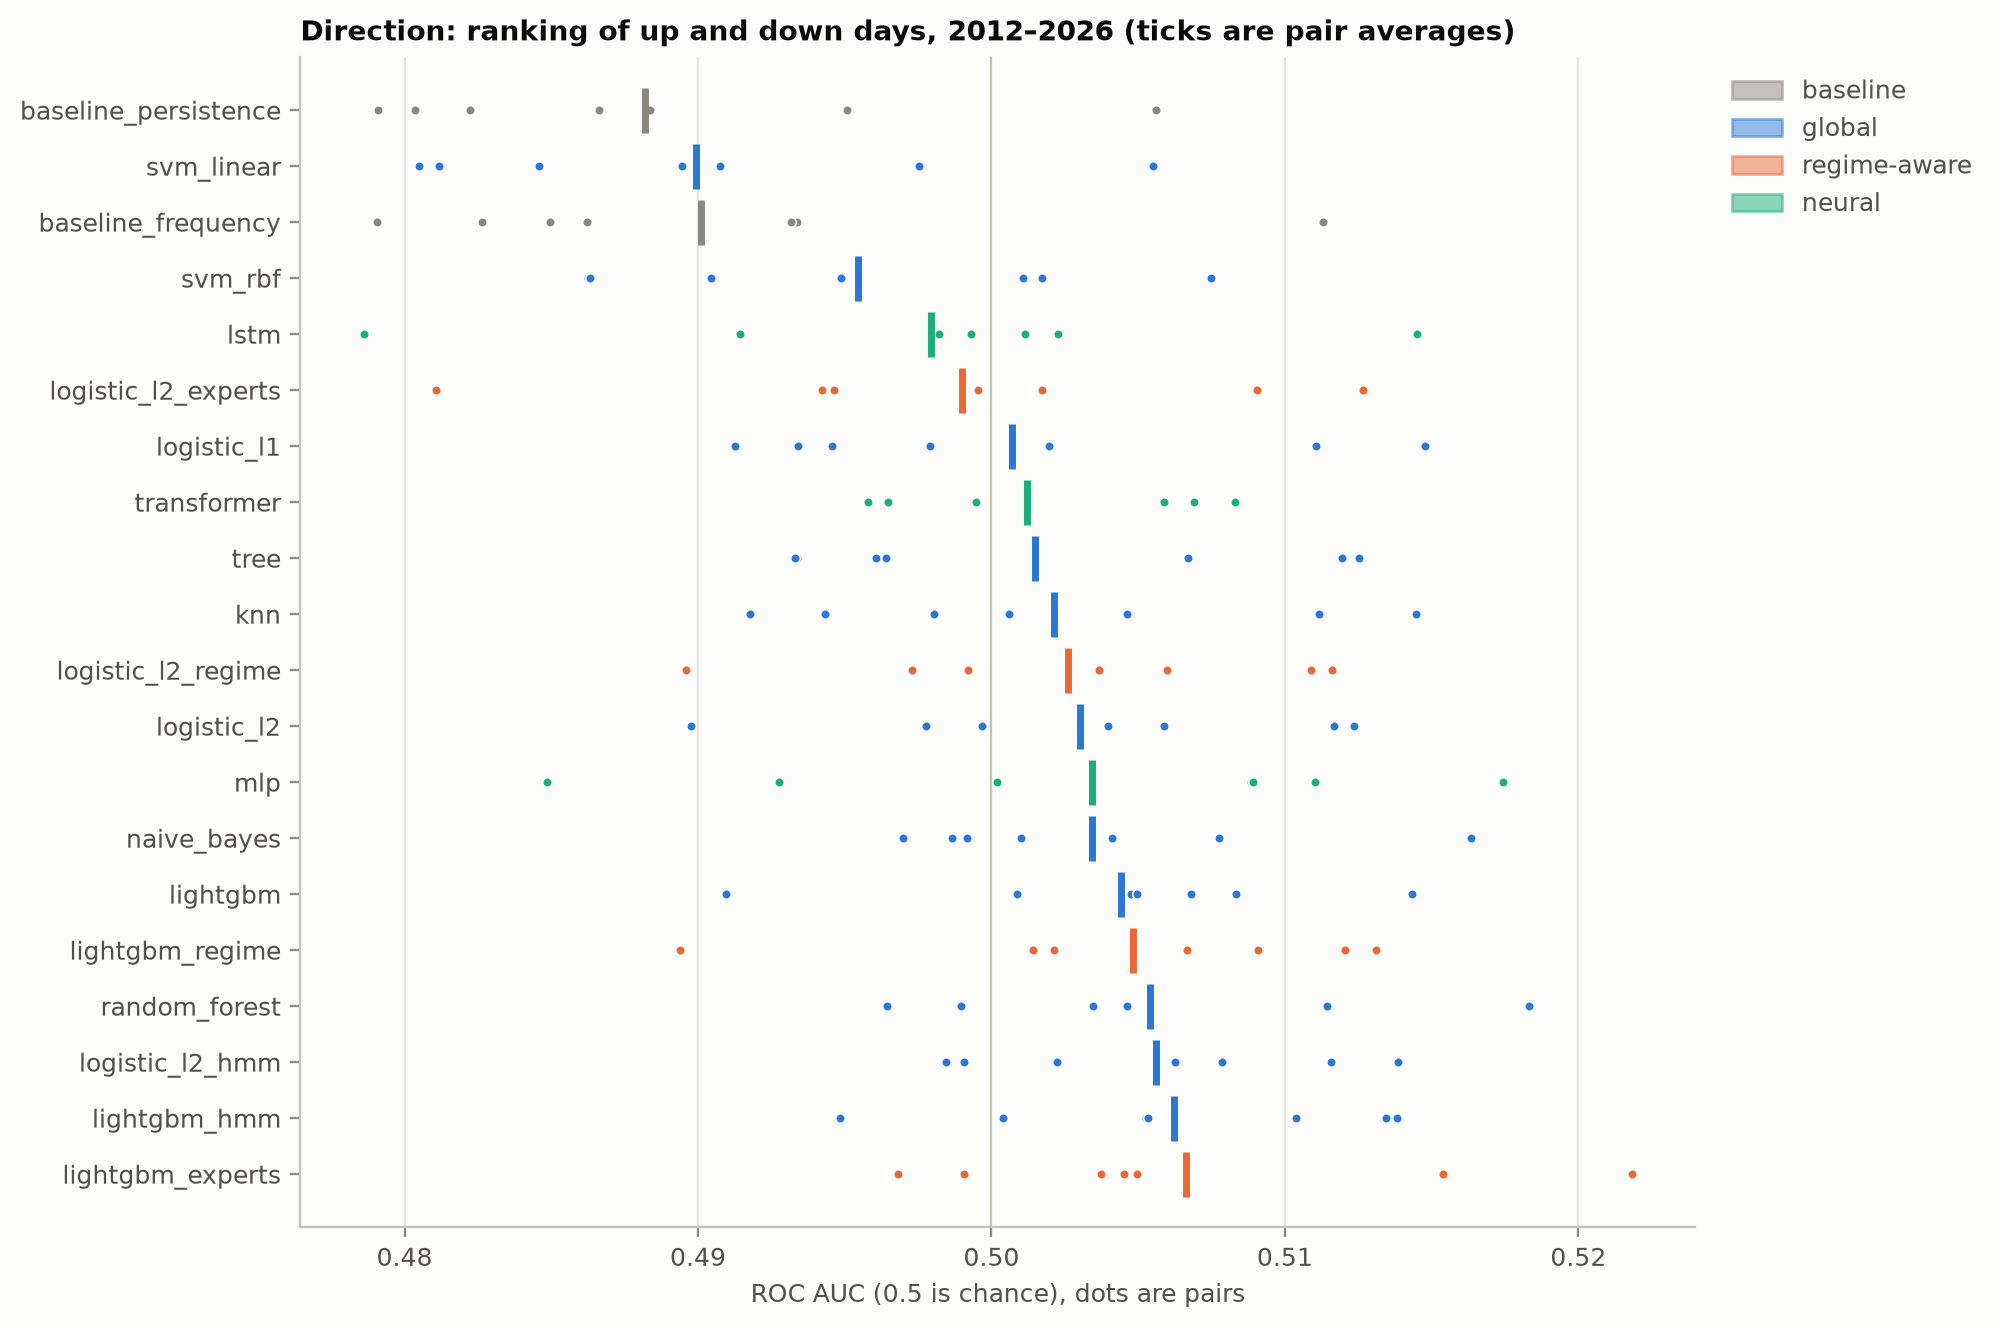 Direction: ranking of up and down days, 2012–2026 (ticks are pair averages)
baseline_persistence
svm_linear
baseline_frequency
svm_rbf
lstm
logistic_l2_experts
logistic_l1
transformer
tree
knn
logistic_l2_regime
logistic_l2
mlp
naive_bayes
lightgbm
lightgbm_regime
random_forest
logistic_l2_hmm
lightgbm_hmm
lightgbm_experts
0.48 0.49 0.50 0.51 0.52
ROC AUC (0.5 is chance), dots are pairs
baseline
global
regime-aware
neural